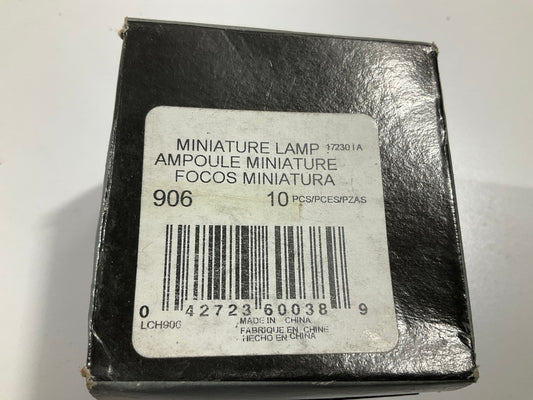 MINIATURE LAMP 17230 I A
AMPOULE MINIATURE
FOCOS MINIATURA
906 10 PCS/PCES/PZAS
0 42723 60038 9
LCH906
MADE IN CHINA
FABRIQUE EN CHINE
HECHO EN CHINA